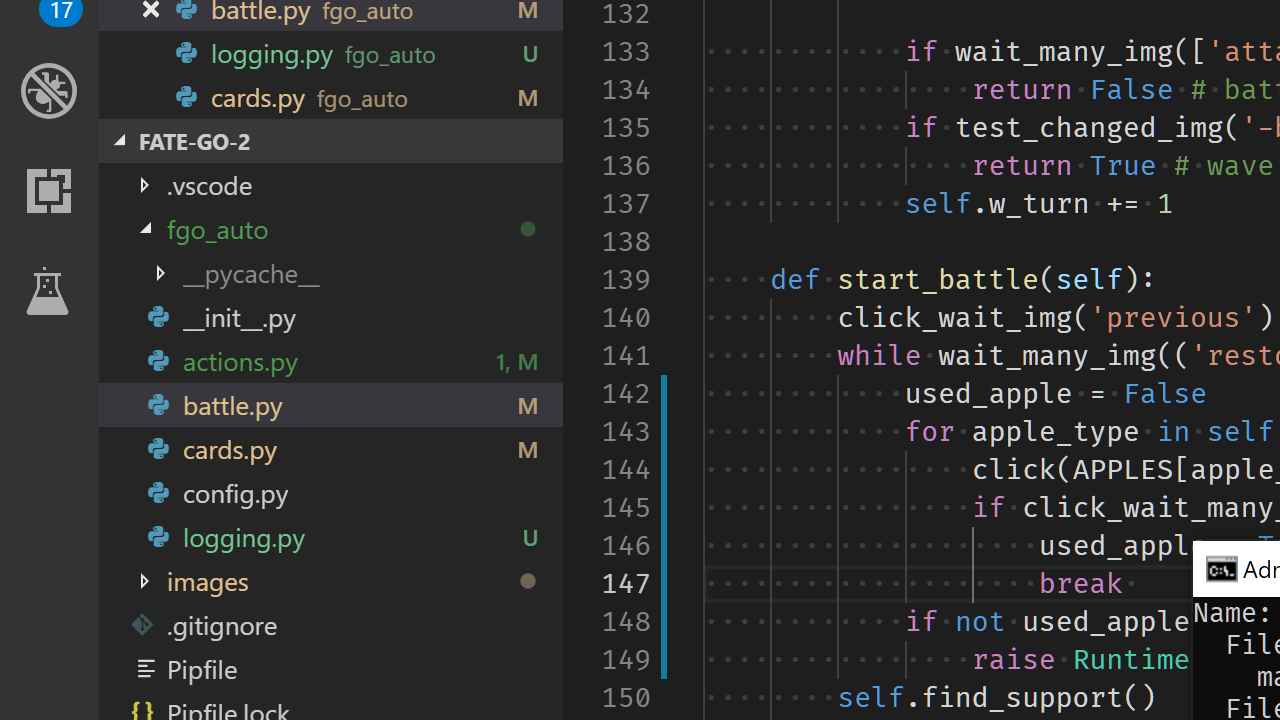 17
battle.py fgo_auto M
logging.py fgo_auto U
cards.py fgo_auto M
FATE-GO-2
.vscode
fgo_auto
__pycache__
__init__.py
actions.py 1, M
battle.py M
cards.py M
config.py
logging.py U
images
.gitignore
Pipfile
Pipfile.lock
132
133 if wait_many_img(['atta
134 return False # batt
135 if test_changed_img('-b
136 return True # wave
137 self.w_turn += 1
138
139 def start_battle(self):
140 click_wait_img('previous')
141 while wait_many_img(('resto
142 used_apple = False
143 for apple_type in self
144 click(APPLES[apple_
145 if click_wait_many_
146 used_appl
147 break
148 if not used_apple
149 raise Runtime
150 self.find_support()
C:\. Adm
Name:
File
ma
File